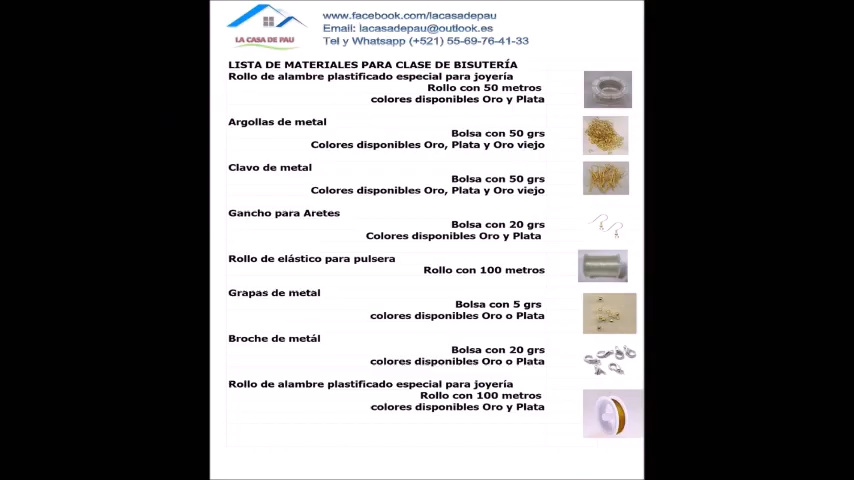 LA CASA DE PAU
www.facebook.com/lacasadepau
Email: lacasadepau@outlook.es
Tel y Whatsapp (+521) 55-69-76-41-33
LISTA DE MATERIALES PARA CLASE DE BISUTERÍA
Rollo de alambre plastificado especial para joyería
Rollo con 50 metros
colores disponibles Oro y Plata
Argollas de metal
Bolsa con 50 grs
Colores disponibles Oro, Plata y Oro viejo
Clavo de metal
Bolsa con 50 grs
Colores disponibles Oro, Plata y Oro viejo
Gancho para Aretes
Bolsa con 20 grs
Colores disponibles Oro y Plata
Rollo de elástico para pulsera
Rollo con 100 metros
Grapas de metal
Bolsa con 5 grs
colores disponibles Oro o Plata
Broche de metál
Bolsa con 20 grs
colores disponibles Oro o Plata
Rollo de alambre plastificado especial para joyería
Rollo con 100 metros
colores disponibles Oro y Plata